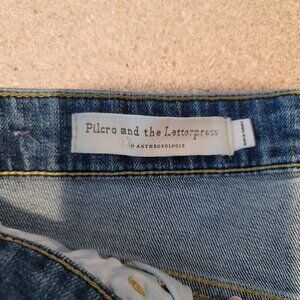 Pilcro and the Letterpress
by ANTHROPOLOGIE